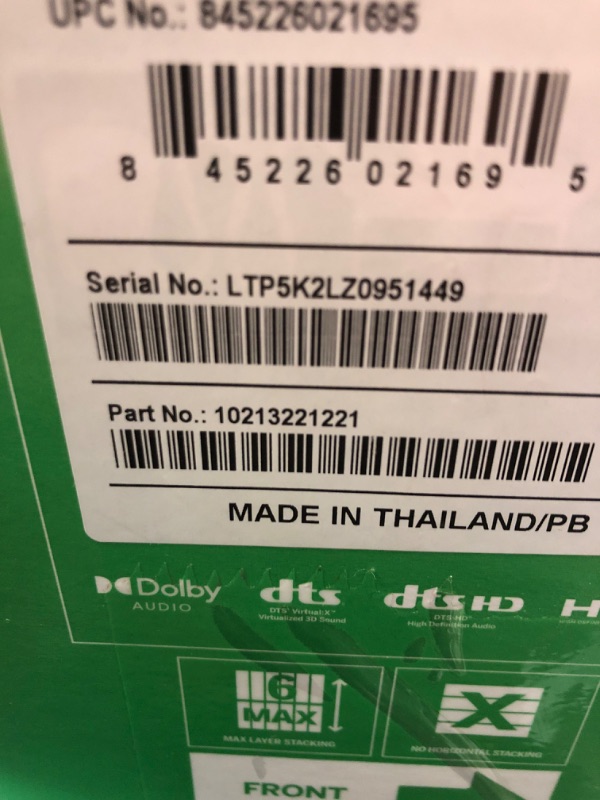 UPC No.: 845226021695
8 45226 02169 5
Serial No.: LTP5K2LZ0951449
Part No.: 10213221221
MADE IN THAILAND/PB
Dolby AUDIO
dts
DTS Virtual:X™
Virtualized 3D Sound
dts HD
DTS-HD™
High Definition Audio
H
6
MAX
MAX LAYER STACKING
X
NO HORIZONTAL STACKING
FRONT